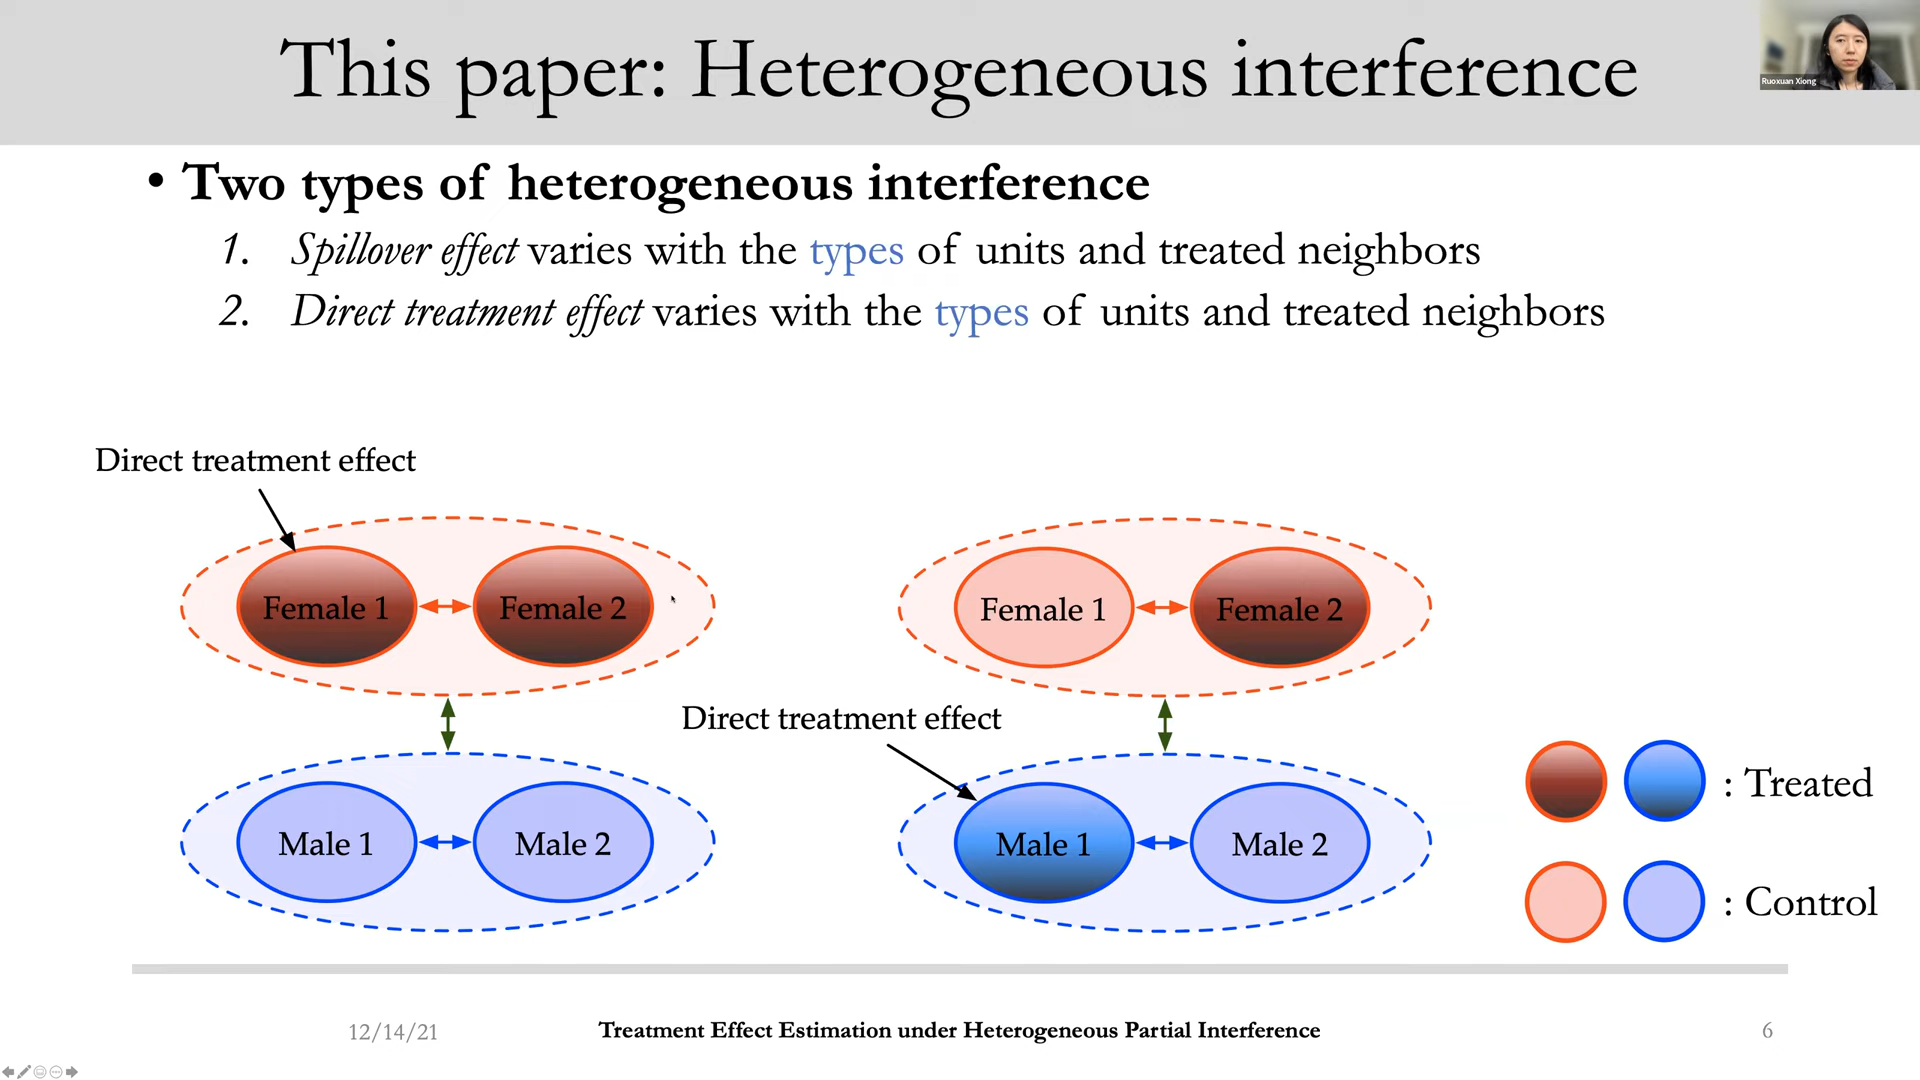 This paper: Heterogeneous interference
Ruoxuan Xiong
• Two types of heterogeneous interference
1. Spillover effect varies with the types of units and treated neighbors
2. Direct treatment effect varies with the types of units and treated neighbors
Direct treatment effect
Female 1
Female 2
Male 1
Male 2
Female 1
Female 2
Direct treatment effect
Male 1
Male 2
: Treated
: Control
12/14/21
Treatment Effect Estimation under Heterogeneous Partial Interference
6